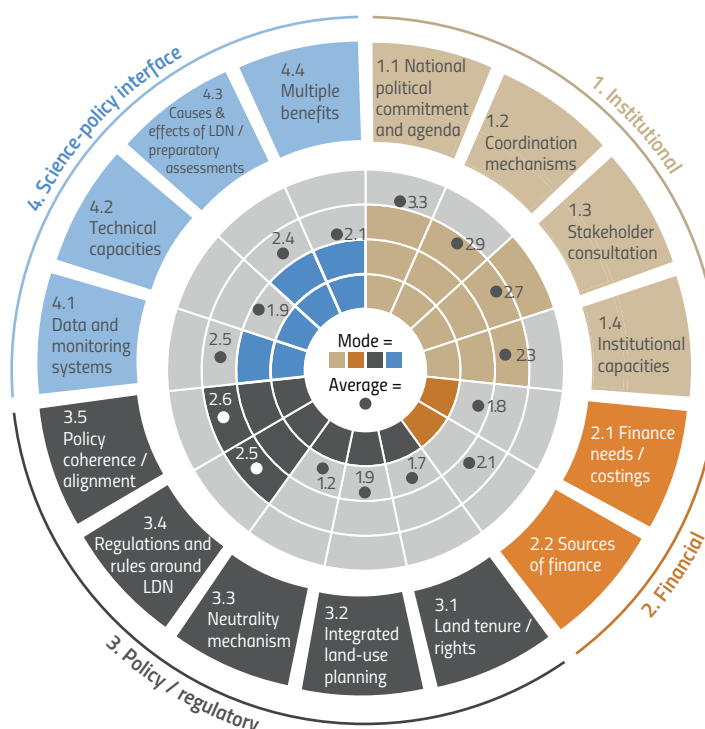 4. Science-policy interface
4.4
Multiple
benefits
4.3
Causes &
effects of LDN /
preparatory
assessments
4.2
Technical
capacities
4.1
Data and
monitoring
systems
1. Institutional
1.1 National
political
commitment
and agenda
1.2
Coordination
mechanisms
1.3
Stakeholder
consultation
1.4
Institutional
capacities
2. Financial
2.1 Finance
needs /
costings
2.2 Sources
of finance
3. Policy / regulatory
3.1
Land tenure /
rights
3.2
Integrated
land-use
planning
3.3
Neutrality
mechanism
3.4
Regulations and
rules around
LDN
3.5
Policy
coherence /
alignment
3.3
2.9
2.7
2.3
1.8
2.1
1.7
1.9
1.2
2.5
2.6
2.5
1.9
2.4
2.1
Mode =
Average =